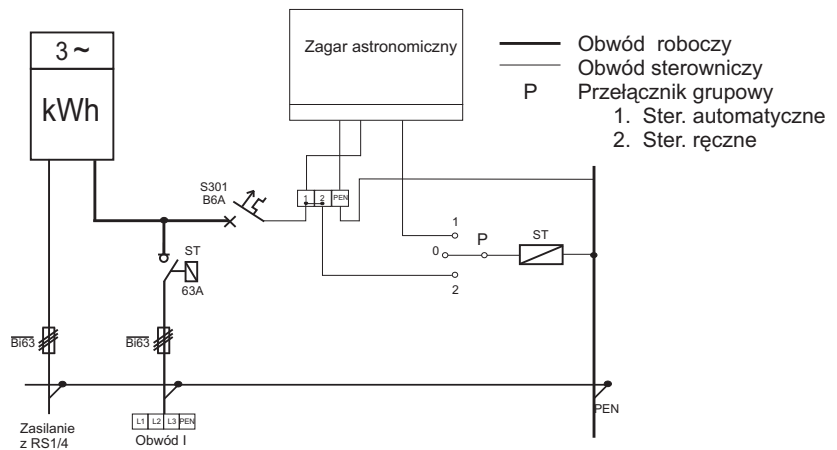 3 ~
kWh
Zagar astronomiczny
Obwód roboczy
Obwód sterowniczy
P Przełącznik grupowy
1. Ster. automatyczne
2. Ster. ręczne
S301
B6A
1 2 PEN
1
0
P
2
ST
ST
63A
Bi63
Bi63
PEN
L1 L2 L3 PEN
Zasilanie
z RS1/4
Obwód I